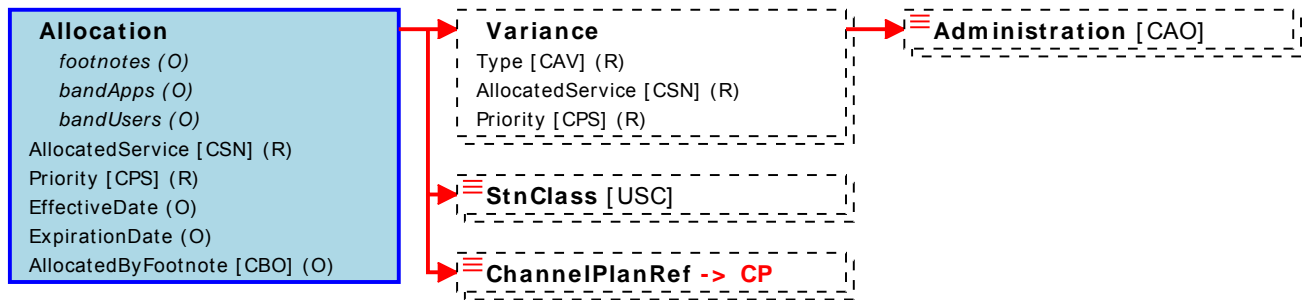 Allocation
footnotes (O)
bandApps (O)
bandUsers (O)
AllocatedService [CSN] (R)
Priority [CPS] (R)
EffectiveDate (O)
ExpirationDate (O)
AllocatedByFootnote [CBO] (O)
Variance
Type [CAV] (R)
AllocatedService [CSN] (R)
Priority [CPS] (R)
Administration [CAO]
StnClass [USC]
ChannelPlanRef -> CP